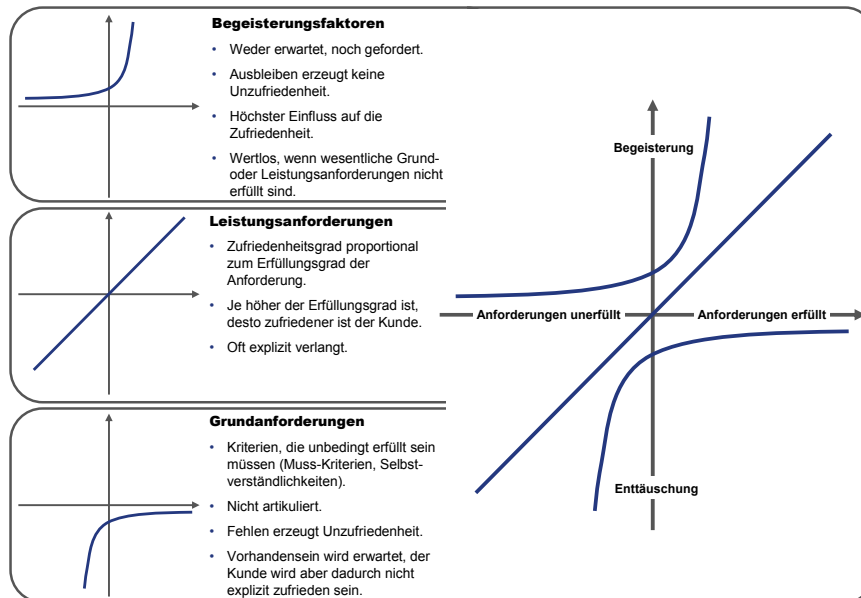 Begeisterungsfaktoren
• Weder erwartet, noch gefordert.
• Ausbleiben erzeugt keine
Unzufriedenheit.
• Höchster Einfluss auf die
Zufriedenheit.
• Wertlos, wenn wesentliche Grund-
oder Leistungsanforderungen nicht
erfüllt sind.
Leistungsanforderungen
• Zufriedenheitsgrad proportional
zum Erfüllungsgrad der
Anforderung.
• Je höher der Erfüllungsgrad ist,
desto zufriedener ist der Kunde.
• Oft explizit verlangt.
Grundanforderungen
• Kriterien, die unbedingt erfüllt sein
müssen (Muss-Kriterien, Selbst-
verständlichkeiten).
• Nicht artikuliert.
• Fehlen erzeugt Unzufriedenheit.
• Vorhandensein wird erwartet, der
Kunde wird aber dadurch nicht
explizit zufrieden sein.
Begeisterung
Anforderungen unerfüllt
Anforderungen erfüllt
Enttäuschung